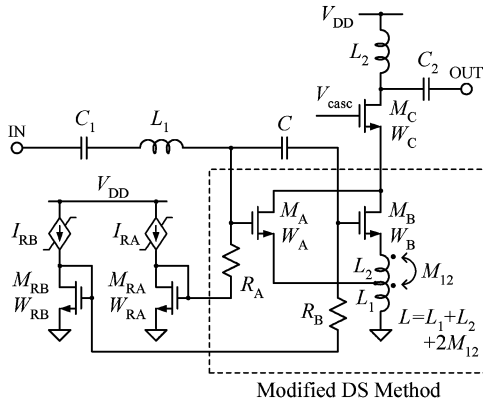 V_DD
L_2
C_2
OUT
V_casc
M_C
W_C
IN
C_1
L_1
C
V_DD
I_RB
I_RA
M_RB
W_RB
M_RA
W_RA
R_A
M_A
W_A
M_B
W_B
R_B
L_2
L_1
M_12
L=L_1+L_2
+2M_12
Modified DS Method